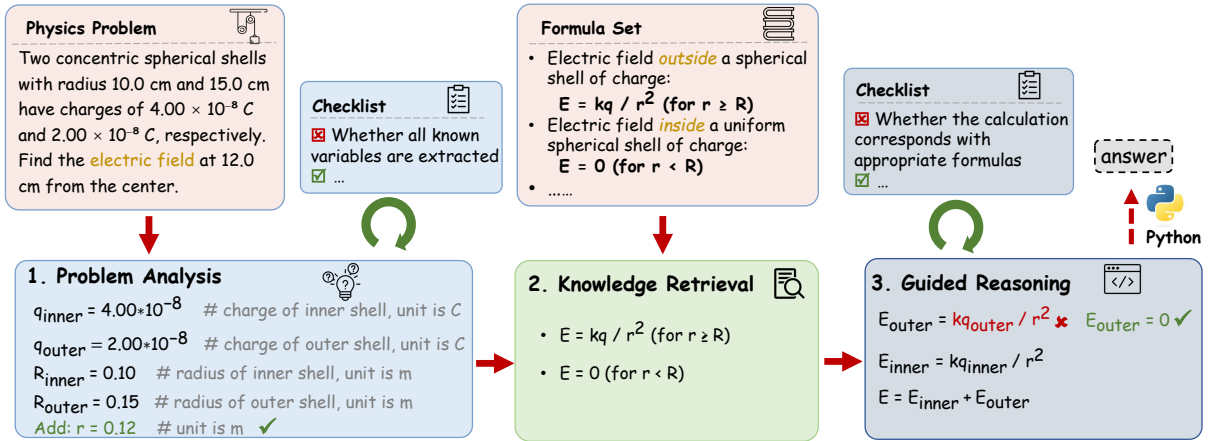 Physics Problem
Two concentric spherical shells
with radius 10.0 cm and 15.0 cm
have charges of 4.00 × 10⁻⁸ C
and 2.00 × 10⁻⁸ C, respectively.
Find the electric field at 12.0
cm from the center.
Checklist
Whether all known
variables are extracted
...
Formula Set
• Electric field outside a spherical
shell of charge:
E = kq / r² (for r ≥ R)
• Electric field inside a uniform
spherical shell of charge:
E = 0 (for r < R)
• ......
Checklist
Whether the calculation
corresponds with
appropriate formulas
...
answer
Python
1. Problem Analysis
q_inner = 4.00*10⁻⁸ # charge of inner shell, unit is C
q_outer = 2.00*10⁻⁸ # charge of outer shell, unit is C
R_inner = 0.10 # radius of inner shell, unit is m
R_outer = 0.15 # radius of outer shell, unit is m
Add: r = 0.12 # unit is m ✓
2. Knowledge Retrieval
• E = kq / r² (for r ≥ R)
• E = 0 (for r < R)
3. Guided Reasoning
E_outer = kq_outer / r² ✘ E_outer = 0 ✓
E_inner = kq_inner / r²
E = E_inner + E_outer